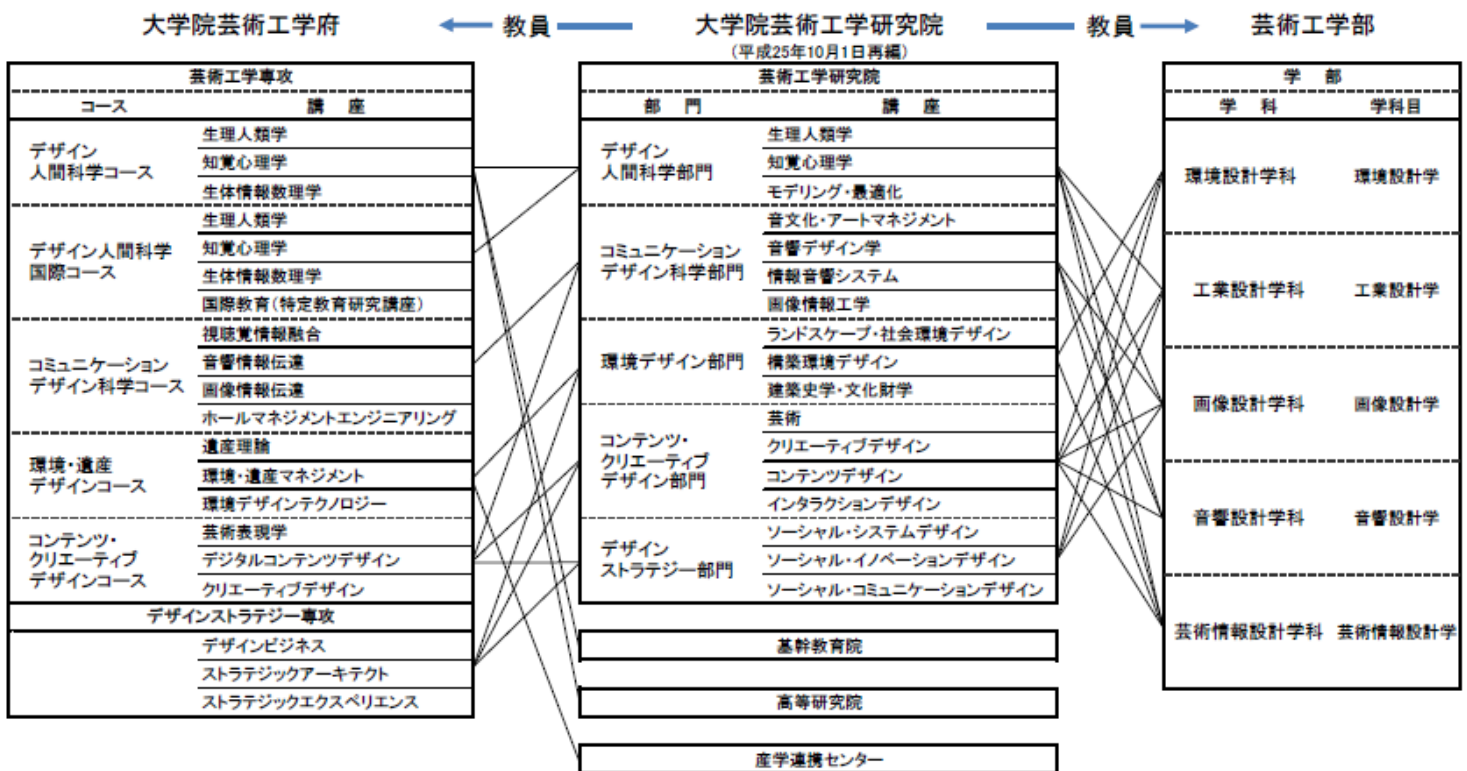 大学院芸術工学府
教員
大学院芸術工学研究院
(平成25年10月1日再編)
教員
芸術工学部
芸術工学専攻
コース 講 座
デザイン
人間科学コース
生理人類学
知覚心理学
生体情報数理学
デザイン人間科学
国際コース
生理人類学
知覚心理学
生体情報数理学
国際教育(特定教育研究講座)
コミュニケーション
デザイン科学コース
視聴覚情報融合
音響情報伝達
画像情報伝達
ホールマネジメントエンジニアリング
環境・遺産
デザインコース
遺産理論
環境・遺産マネジメント
環境デザインテクノロジー
コンテンツ・
クリエーティブ
デザインコース
芸術表現学
デジタルコンテンツデザイン
クリエーティブデザイン
デザインストラテジー専攻
デザインビジネス
ストラテジックアーキテクト
ストラテジックエクスペリエンス
芸術工学研究院
部 門 講 座
デザイン
人間科学部門
生理人類学
知覚心理学
モデリング・最適化
コミュニケーション
デザイン科学部門
音文化・アートマネジメント
音響デザイン学
情報音響システム
画像情報工学
環境デザイン部門
ランドスケープ・社会環境デザイン
構築環境デザイン
建築史学・文化財学
コンテンツ・
クリエーティブ
デザイン部門
芸術
クリエーティブデザイン
コンテンツデザイン
インタラクションデザイン
デザイン
ストラテジー部門
ソーシャル・システムデザイン
ソーシャル・イノベーションデザイン
ソーシャル・コミュニケーションデザイン
基幹教育院
高等研究院
産学連携センター
学 部
学 科 学科目
環境設計学科 環境設計学
工業設計学科 工業設計学
画像設計学科 画像設計学
音響設計学科 音響設計学
芸術情報設計学科 芸術情報設計学